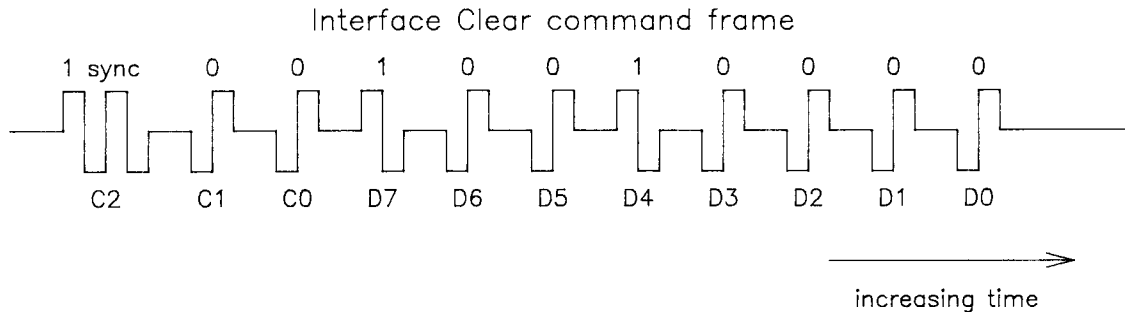 Interface Clear command frame
1 sync 0 0 1 0 0 1 0 0 0 0
C2 C1 C0 D7 D6 D5 D4 D3 D2 D1 D0
increasing time